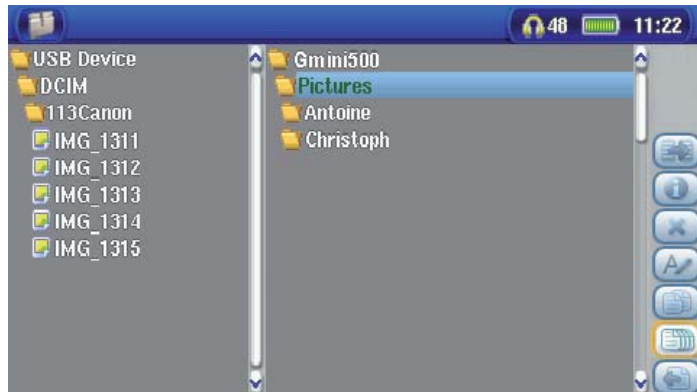 48 11:22
USB Device
DCIM
113Canon
IMG_1311
IMG_1312
IMG_1313
IMG_1314
IMG_1315
Gmini500
Pictures
Antoine
Christoph
A